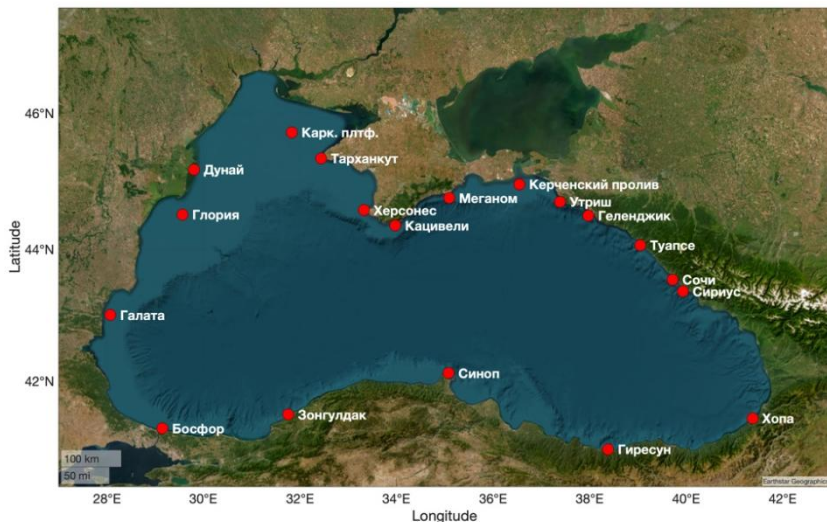 46°N
44°N
42°N
Latitude
Карк. плтф.
Тарханкут
Дунай
Глория
Херсонес
Кацивели
Меганом
Керченский пролив
Утриш
Геленджик
Туапсе
Сочи
Сириус
Галата
Синоп
Зонгулдак
Босфор
Хопа
Гиресун
100 km
50 mi
Earthstar Geographics
28°E 30°E 32°E 34°E 36°E 38°E 40°E 42°E
Longitude